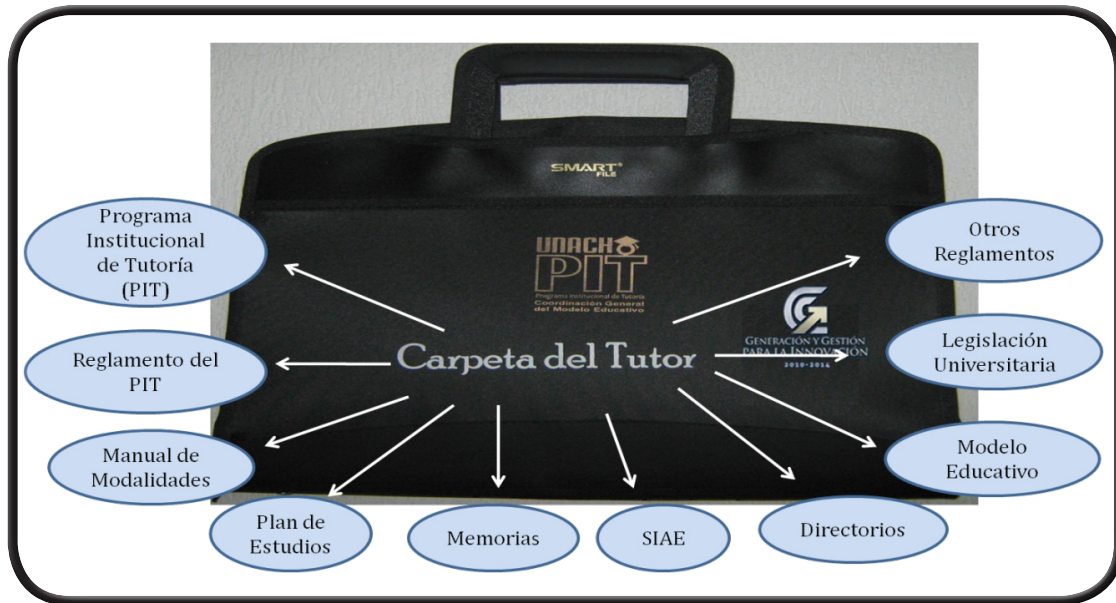 SMART®
FILE
UNACH
PIT
Programa Institucional de Tutoría
Coordinación General
del Modelo Educativo
Carpeta del Tutor
GENERACIÓN Y GESTIÓN
PARA LA INNOVACIÓN
2010-2014
Programa
Institucional
de Tutoría
(PIT)
Reglamento del
PIT
Manual de
Modalidades
Plan de
Estudios
Memorias
SIAE
Directorios
Modelo
Educativo
Legislación
Universitaria
Otros
Reglamentos